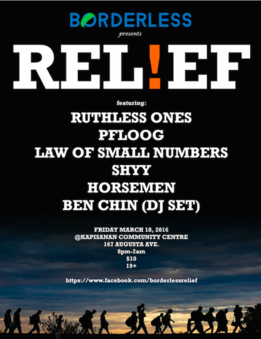 BORDERLESS
presents
REL!EF
featuring:
RUTHLESS ONES
PFLOOG
LAW OF SMALL NUMBERS
SHYY
HORSEMEN
BEN CHIN (DJ SET)
FRIDAY MARCH 18, 2016
@KAPISANAN COMMUNITY CENTRE
167 AUGUSTA AVE.
8pm-2am
$10
19+
https://www.facebook.com/borderlessrelief